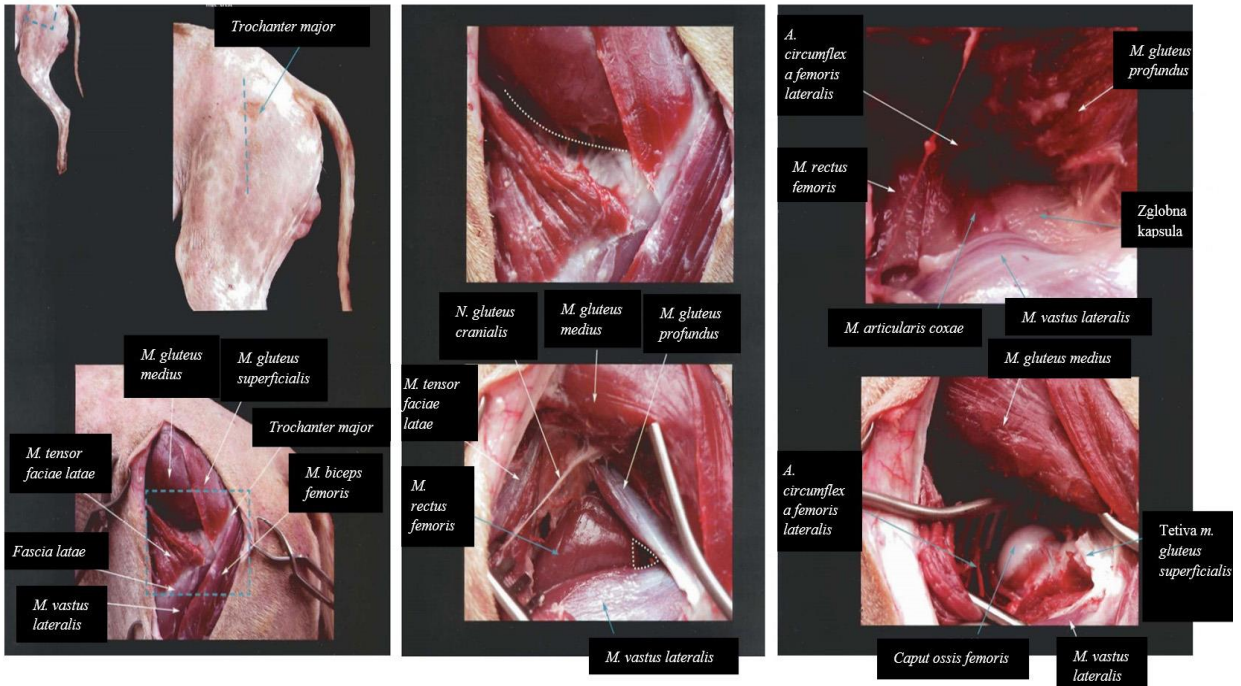 Trochanter major
M. gluteus
medius
M. gluteus
superficialis
Trochanter major
M. tensor
faciae latae
M. biceps
femoris
Fascia latae
M. vastus
lateralis
N. gluteus
cranialis
M. gluteus
medius
M. gluteus
profundus
M. tensor
faciae
latae
M.
rectus
femoris
M. vastus lateralis
A.
circumflex
a femoris
lateralis
M. gluteus
profundus
M. rectus
femoris
Zglobna
kapsula
M. articularis coxae
M. vastus lateralis
M. gluteus medius
A.
circumflex
a femoris
lateralis
Tetiva m.
gluteus
superficialis
Caput ossis femoris
M. vastus
lateralis